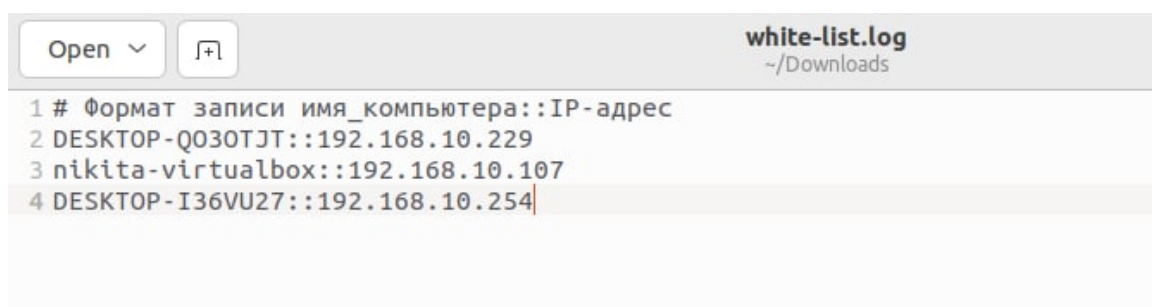 Open
white-list.log
~/Downloads
1 # Формат записи имя_компьютера::IP-адрес
2 DESKTOP-QO3OTJT::192.168.10.229
3 nikita-virtualbox::192.168.10.107
4 DESKTOP-I36VU27::192.168.10.254